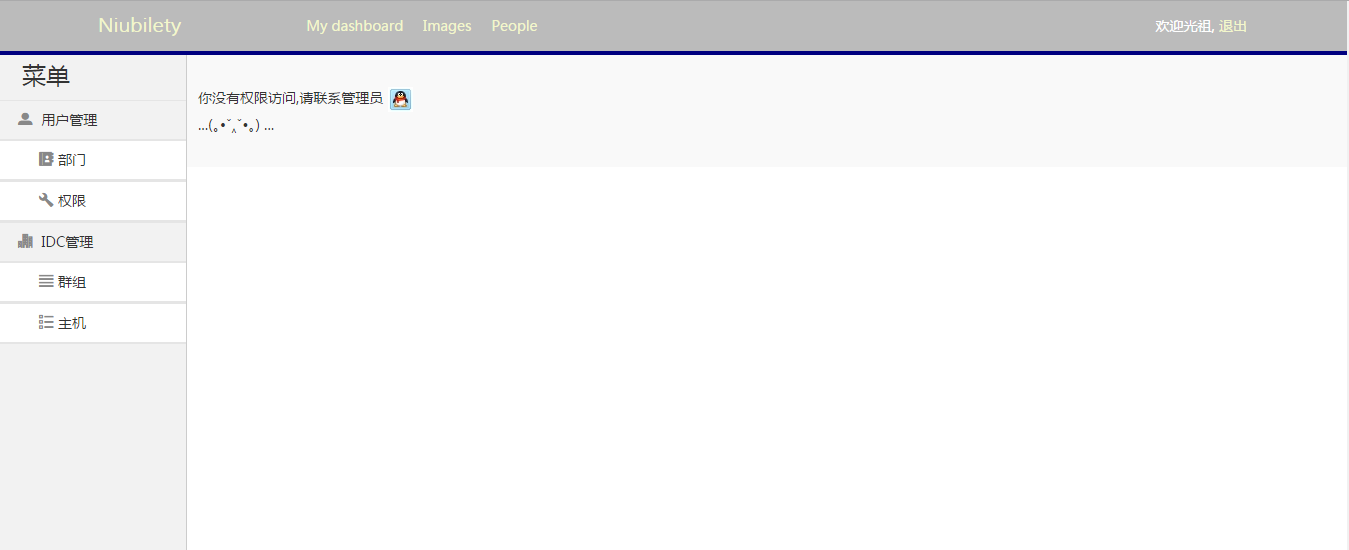 Niubilety
My dashboard Images People
欢迎光祖, 退出
菜单
用户管理
部门
权限
IDC管理
群组
主机
你没有权限访问,请联系管理员
...(｡•ˇ‸ˇ•｡) ...